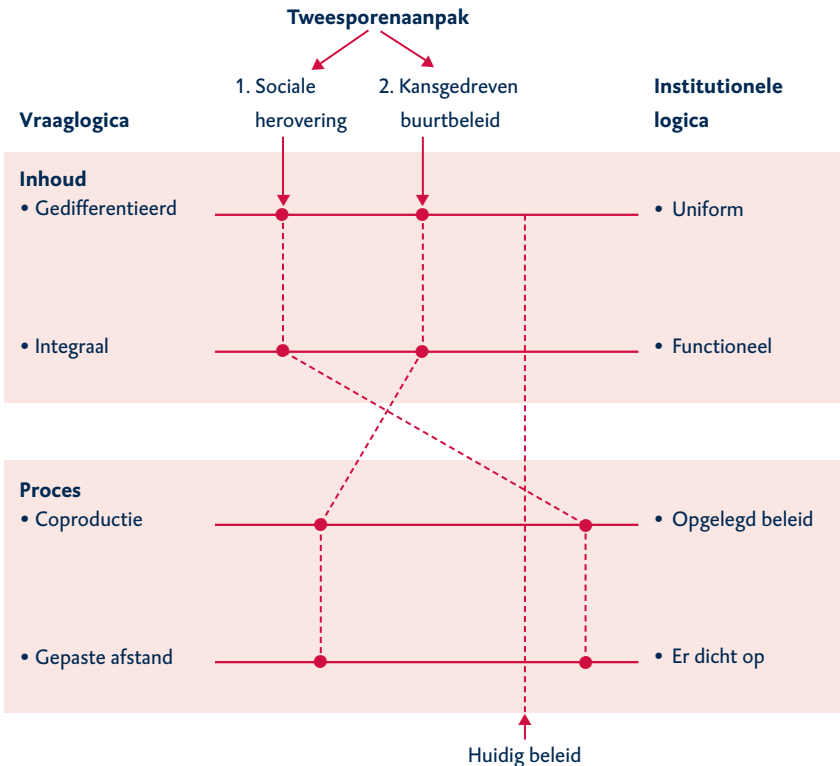 Tweesporenaanpak
1. Sociale
herovering
2. Kansgedreven
buurtbeleid
Institutionele
logica
Vraaglogica
Inhoud
• Gedifferentieerd
• Uniform
• Integraal
• Functioneel
Proces
• Coproductie
• Opgelegd beleid
• Gepaste afstand
• Er dicht op
Huidig beleid